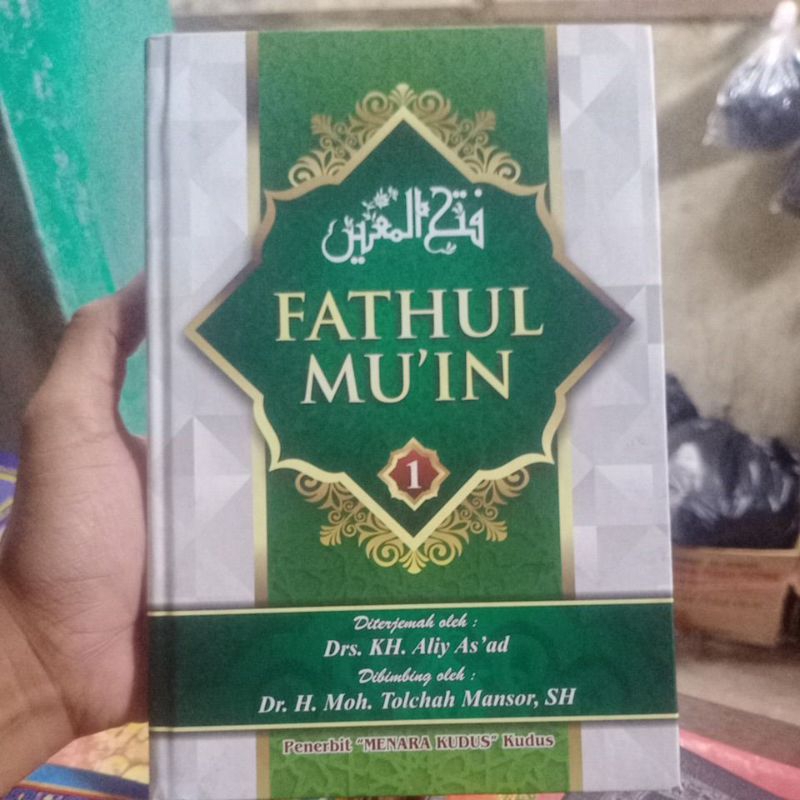 فتح المعين
FATHUL
MU'IN
1
Diterjemah oleh :
Drs. KH. Aliy As'ad
Dibimbing oleh :
Dr. H. Moh. Tolchah Mansor, SH
Penerbit "MENARA KUDUS" Kudus